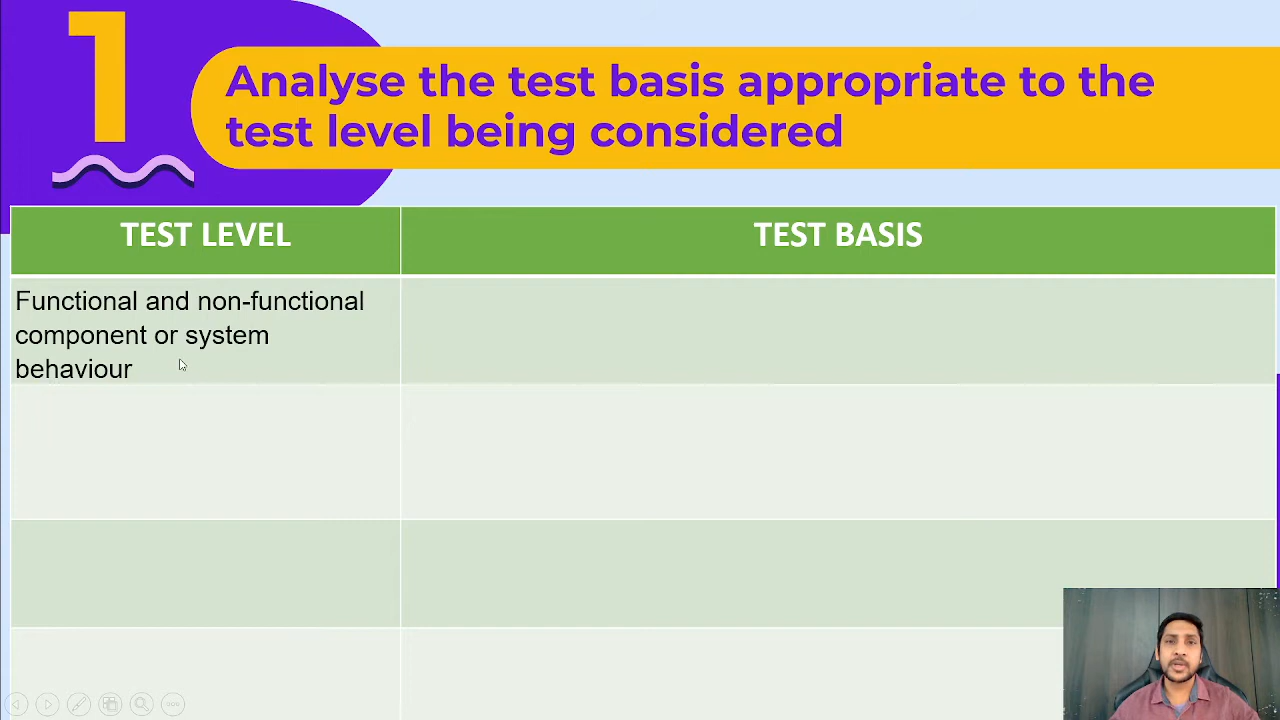 1
Analyse the test basis appropriate to the
test level being considered
TEST LEVEL
TEST BASIS
Functional and non-functional
component or system
behaviour